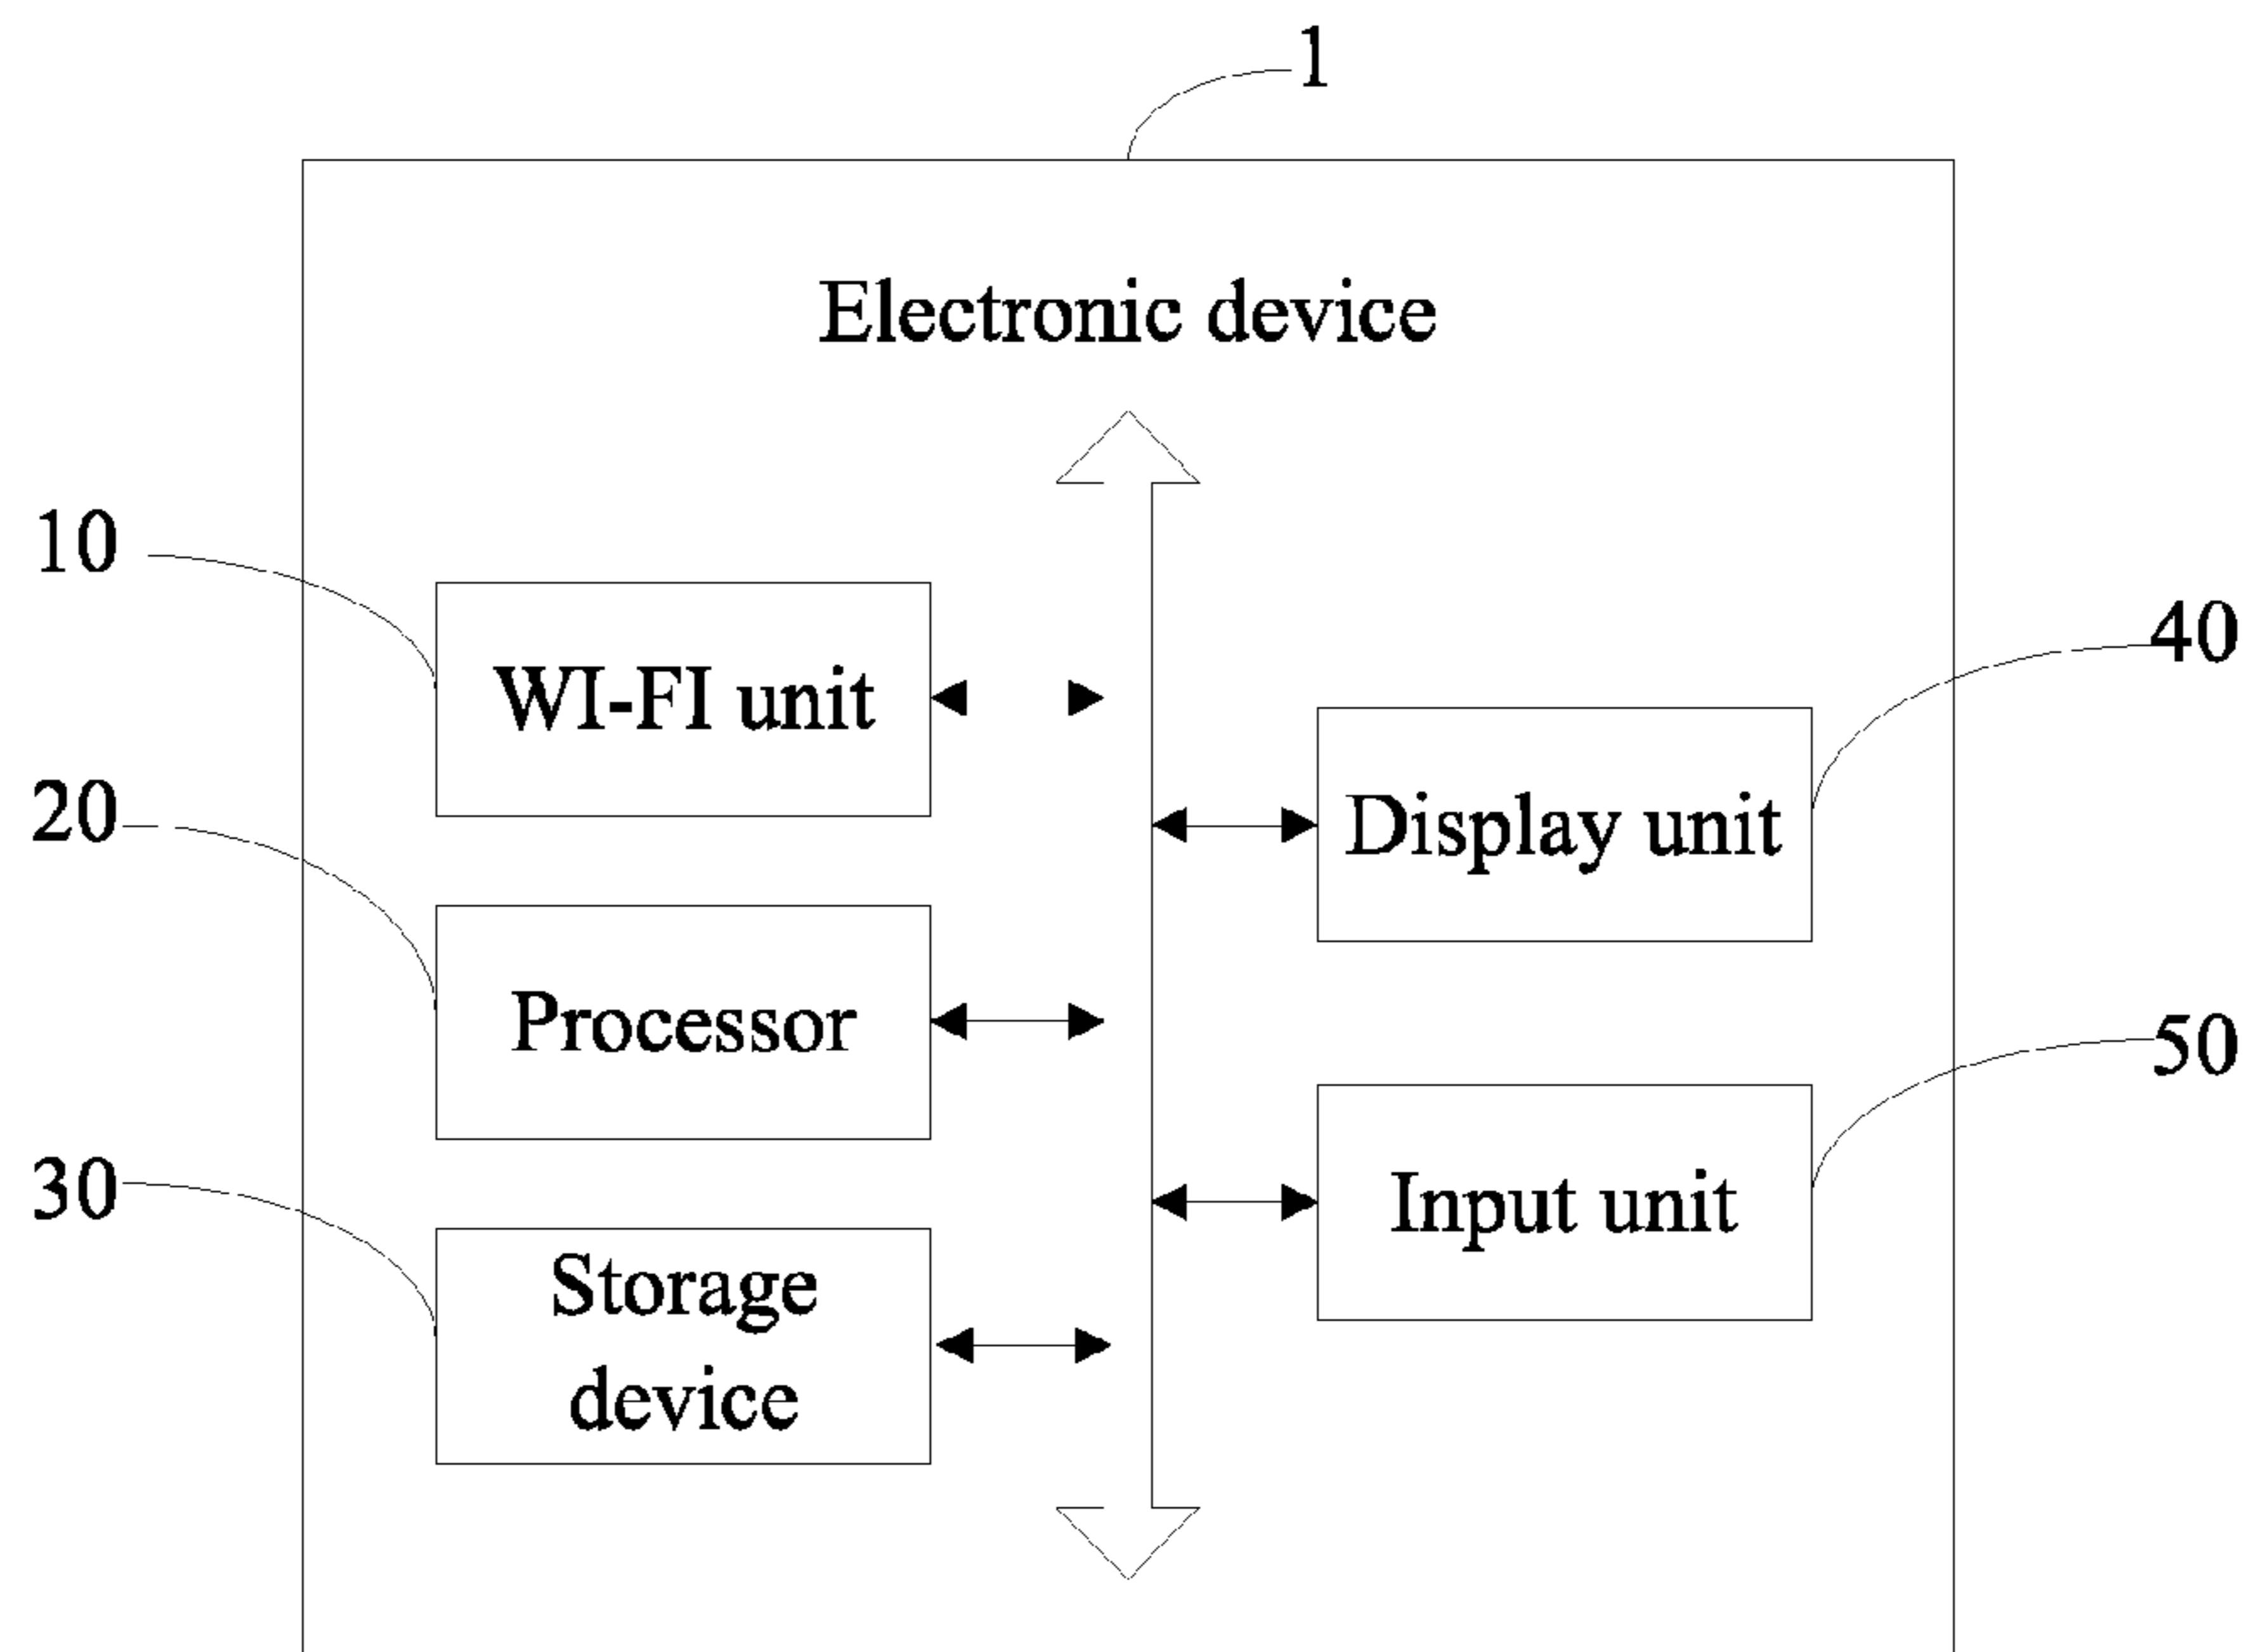 1
Electronic device
10
WI-FI unit
40
20
Display unit
Processor
50
30
Input unit
Storage
device